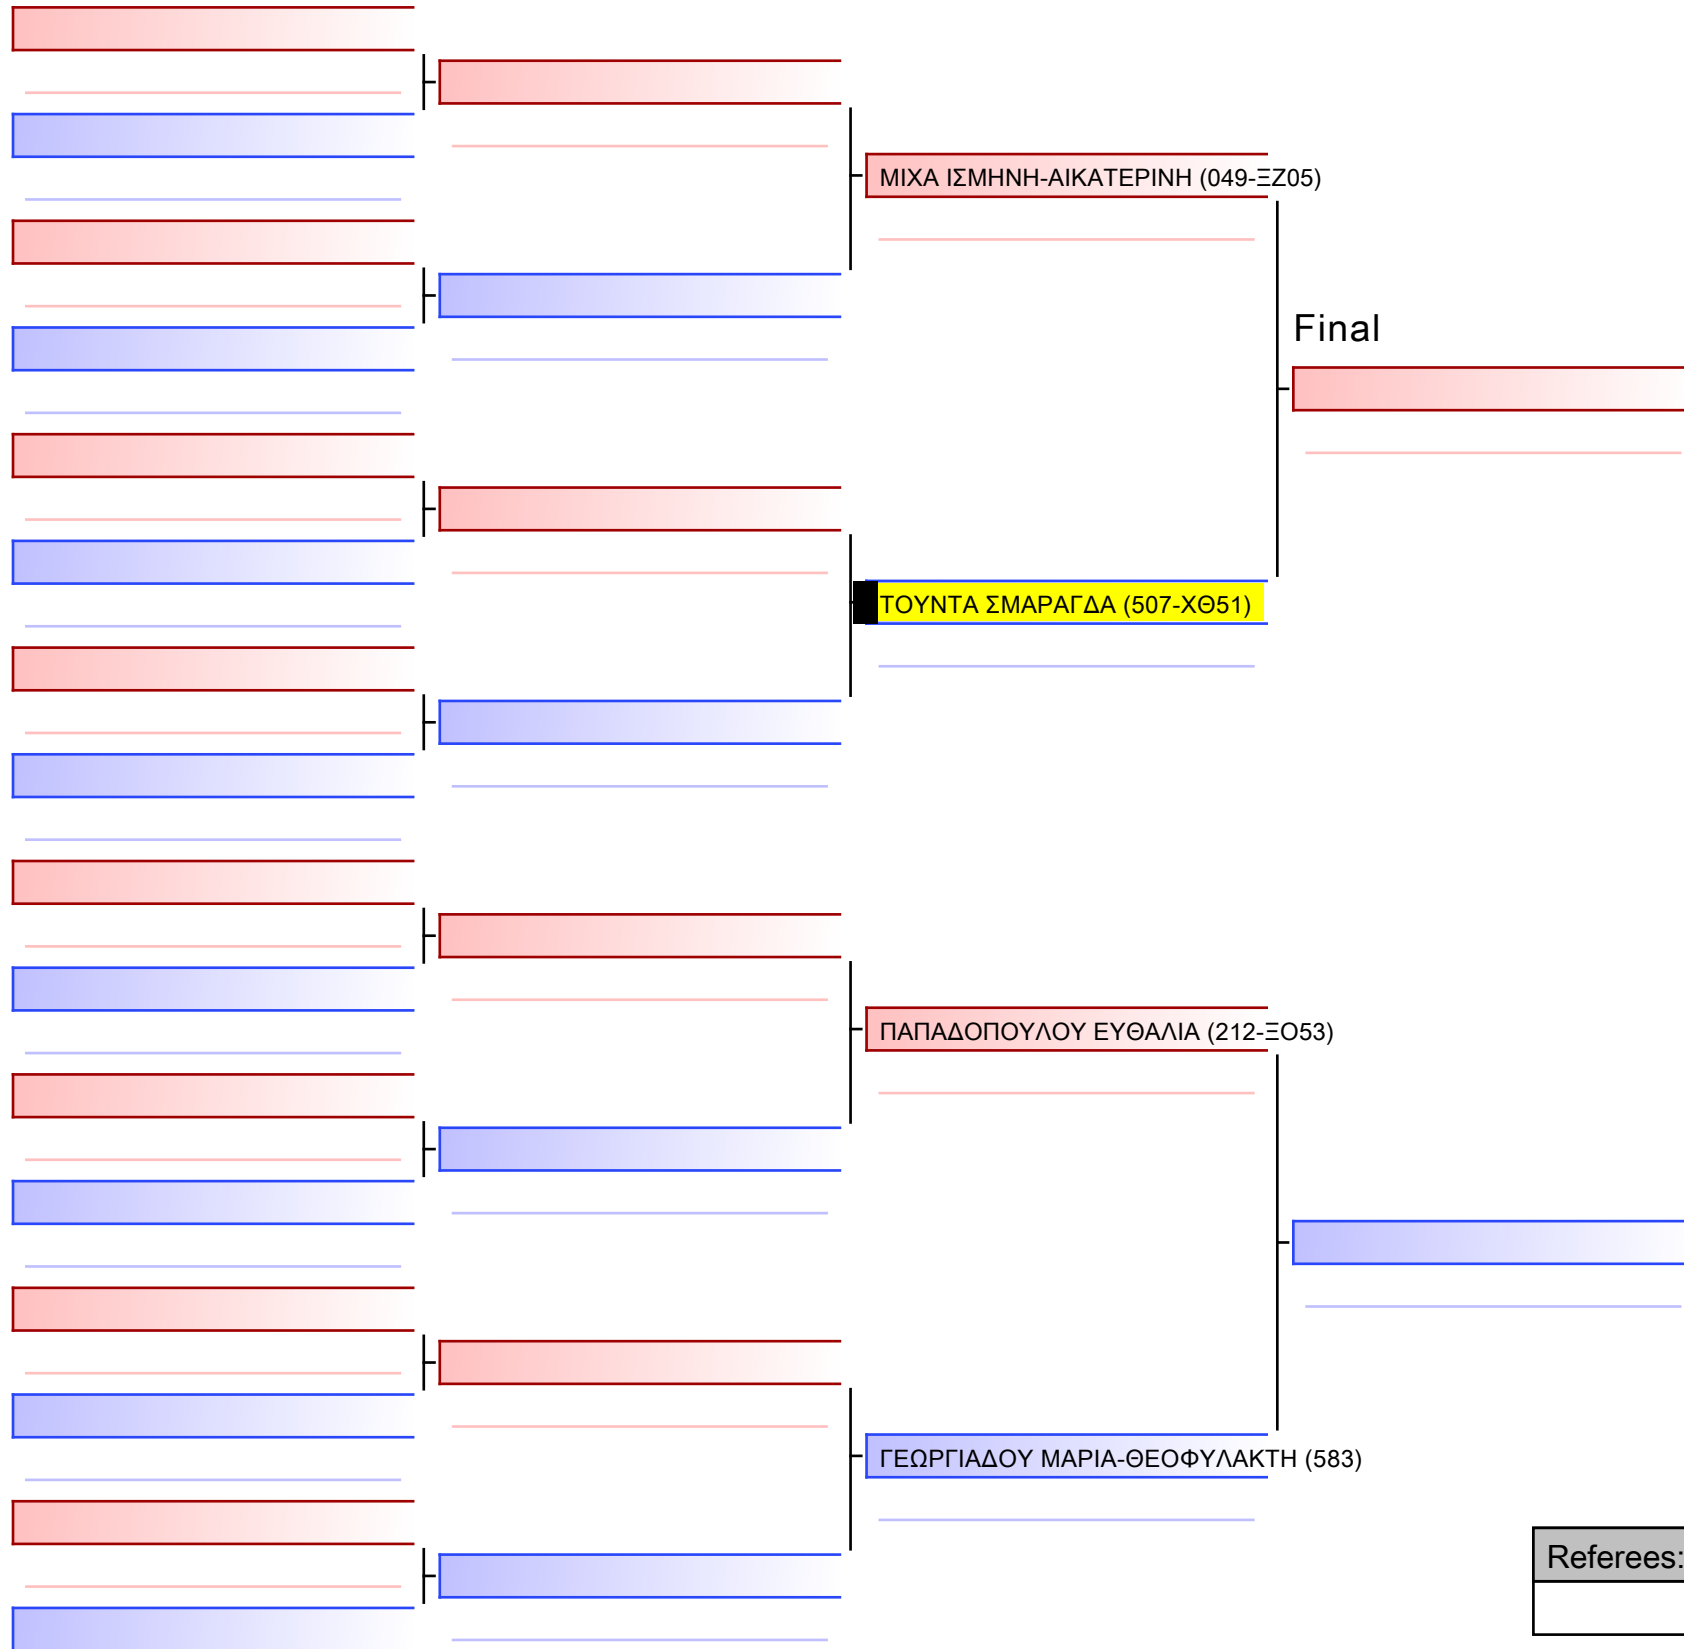 ΜΙΧΑ ΙΣΜΗΝΗ-ΑΙΚΑΤΕΡΙΝΗ (049-ΞΖ05)
Final
ΤΟΥΝΤΑ ΣΜΑΡΑΓΔΑ (507-ΧΘ51)
ΠΑΠΑΔΟΠΟΥΛΟΥ ΕΥΘΑΛΙΑ (212-ΞΟ53)
ΓΕΩΡΓΙΑΔΟΥ ΜΑΡΙΑ-ΘΕΟΦΥΛΑΚΤΗ (583)
Referees: